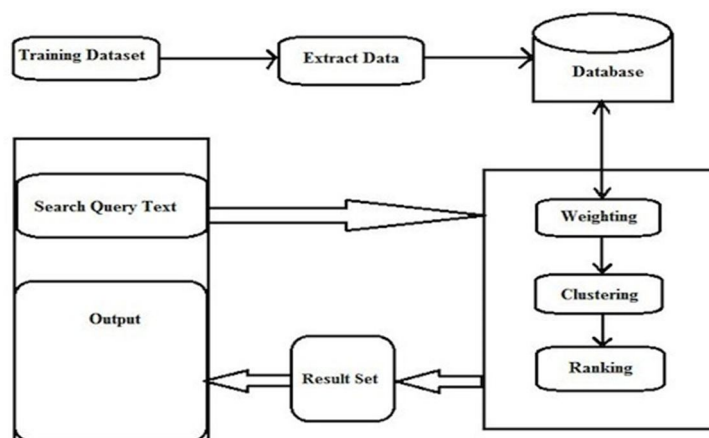 Training Dataset
Extract Data
Database
Search Query Text
Weighting
Clustering
Output
Result Set
Ranking